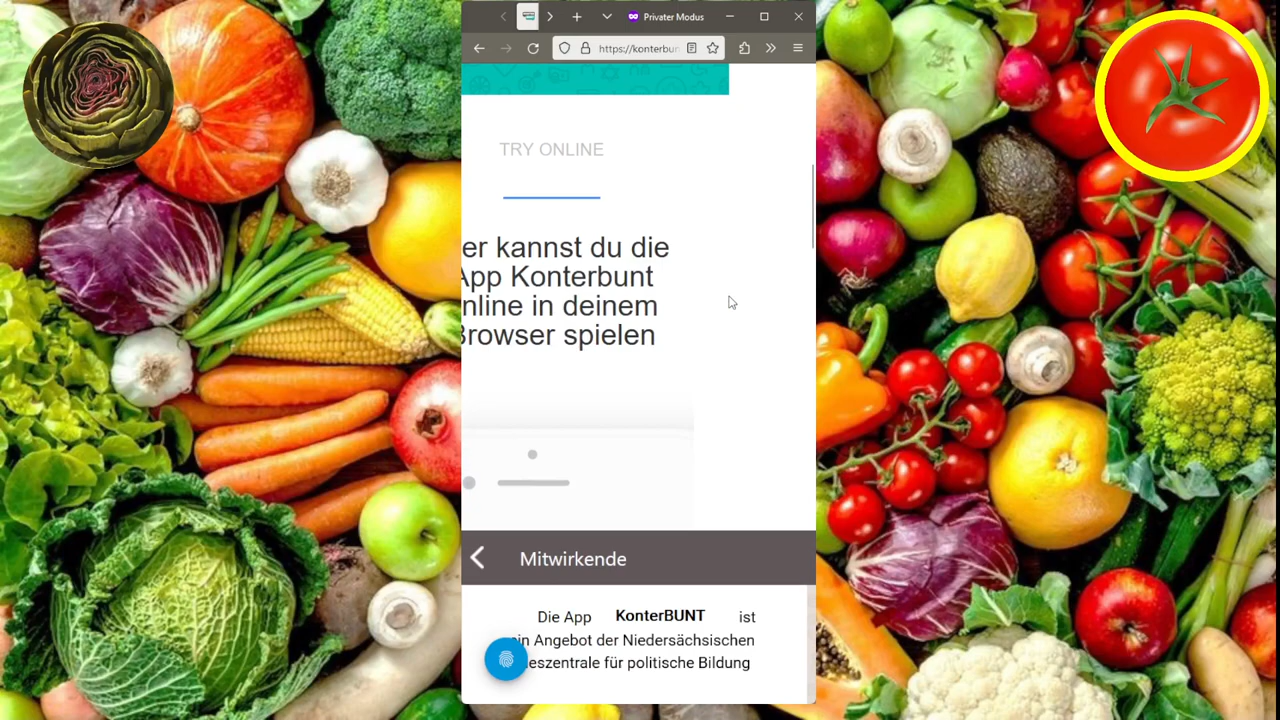 Privater Modus
https://konterbun
TRY ONLINE
er kannst du die
App Konterbunt
nline in deinem
Browser spielen
Mitwirkende
Die App KonterBUNT ist
ein Angebot der Niedersächsischen
eszentrale für politische Bildung